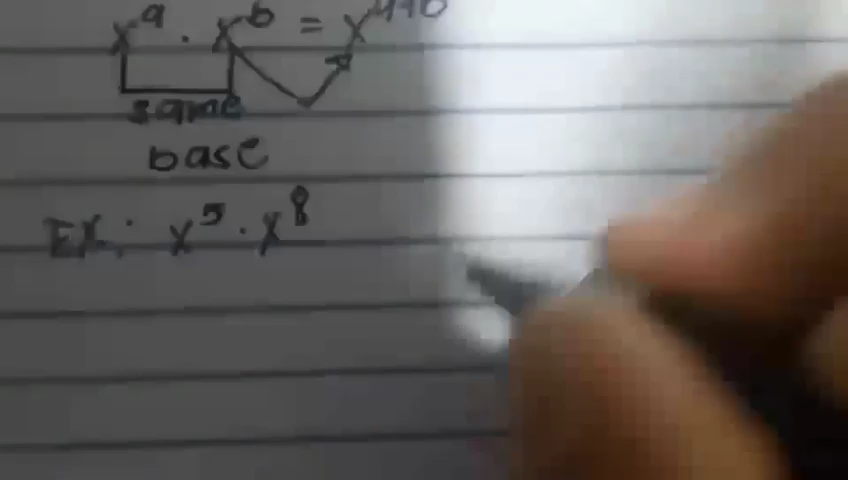 x^a · x^b = x^a+b
same
base
EX: x^5 · x^8